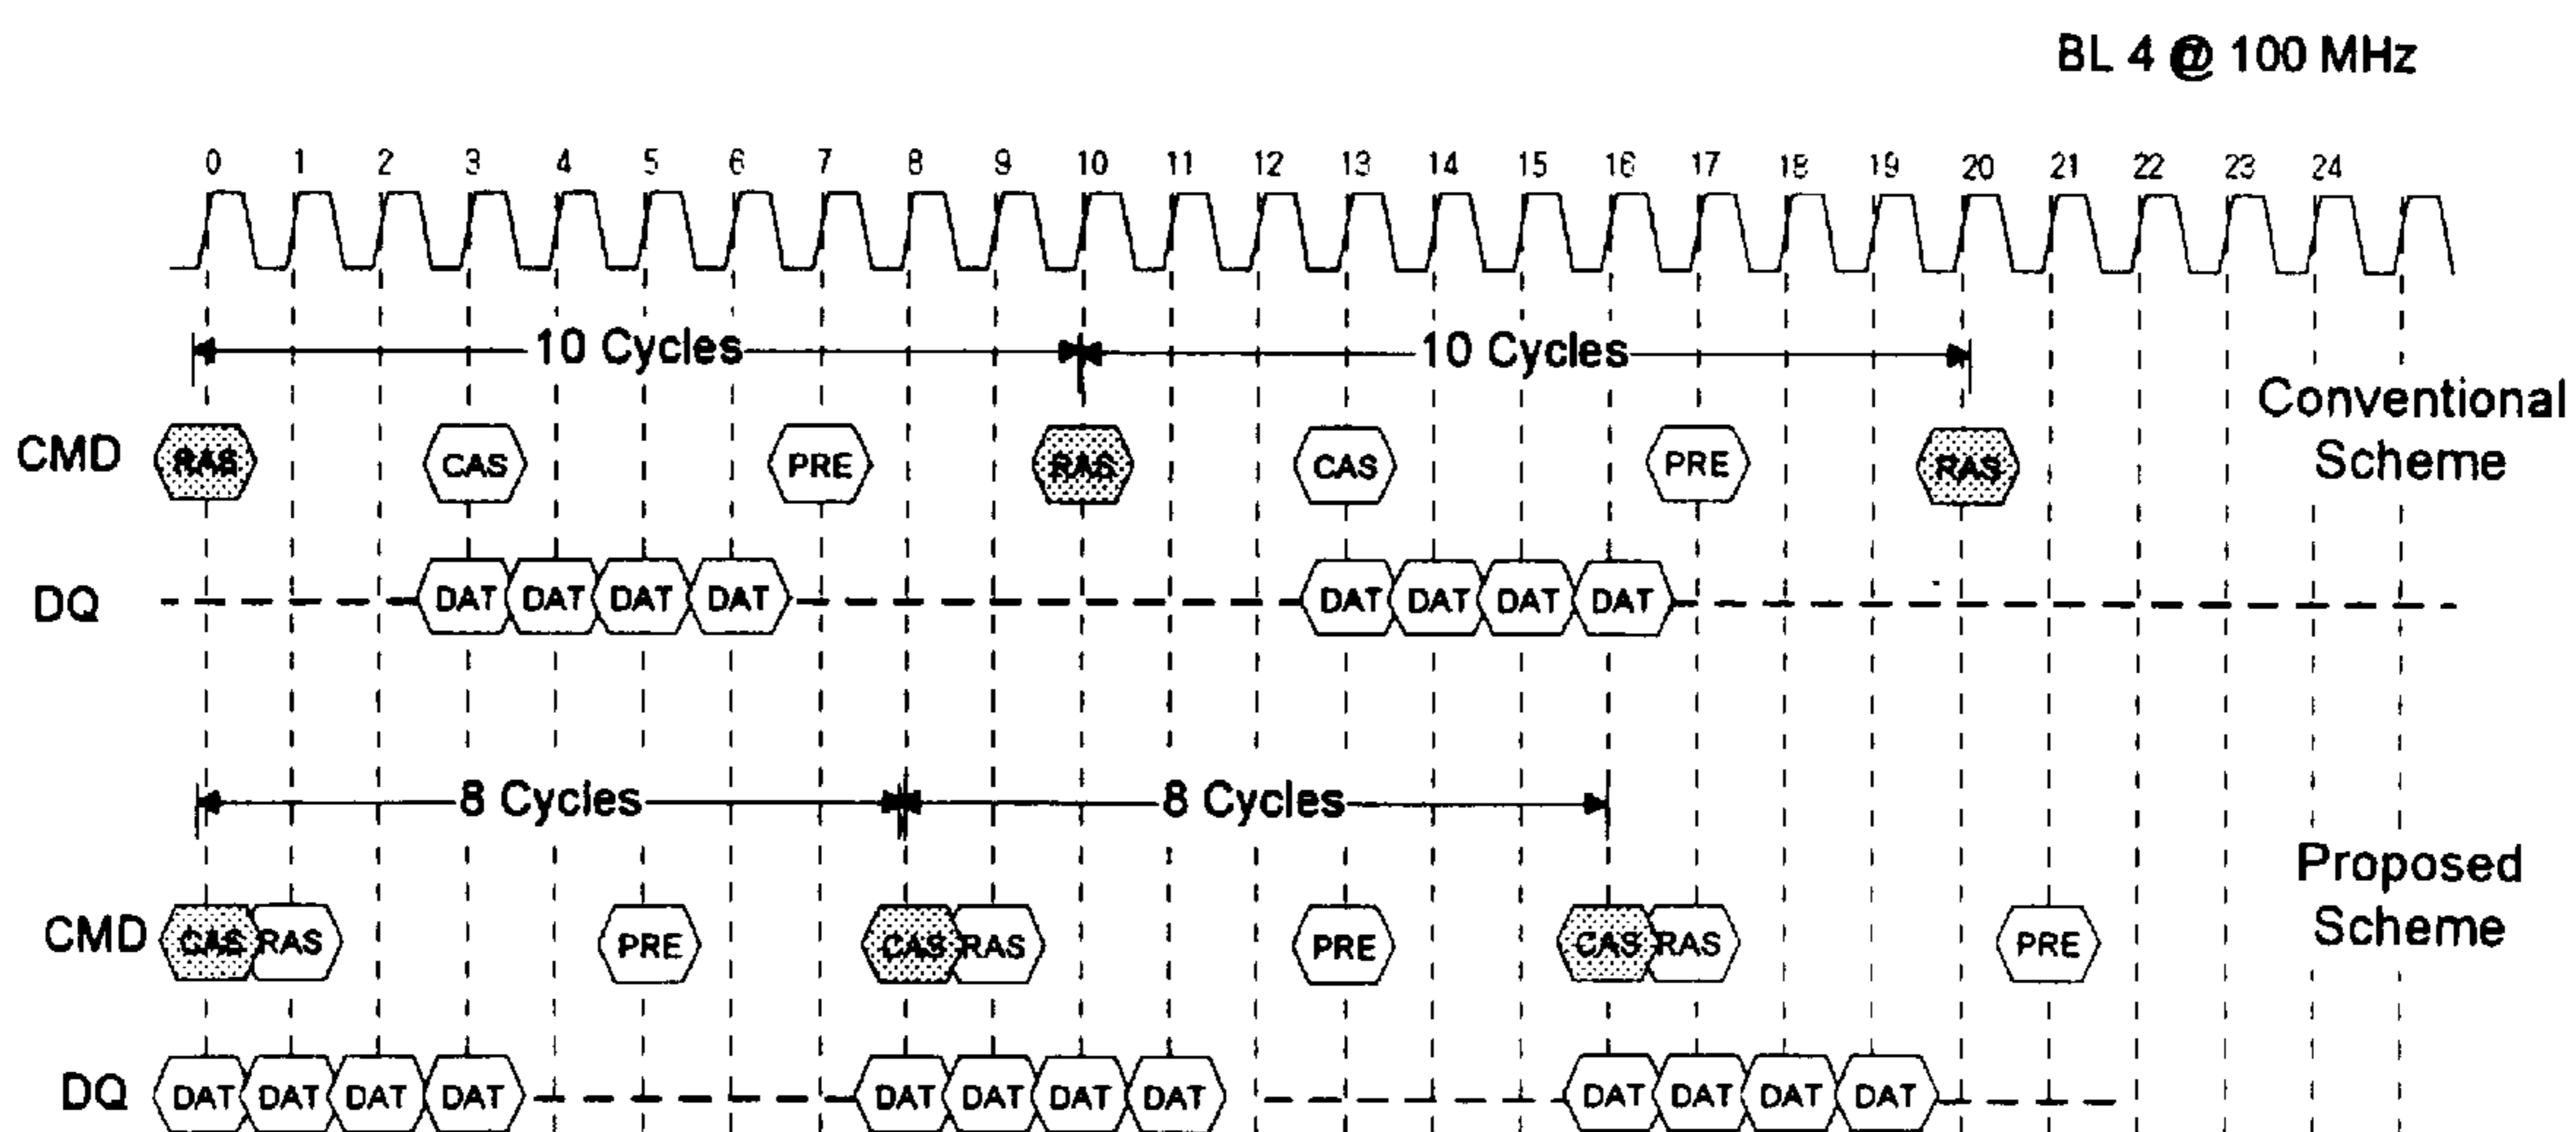 BL 4 @ 100 MHz
0 1 2 3 4 5 6 7 8 9 10 11 12 13 14 15 16 17 18 19 20 21 22 23 24
10 Cycles 10 Cycles
Conventional
Scheme
CMD RAS CAS PRE RAS CAS PRE RAS
DQ DAT DAT DAT DAT DAT DAT DAT DAT
8 Cycles 8 Cycles
Proposed
Scheme
CMD CAS RAS PRE CAS RAS PRE CAS RAS PRE
DQ DAT DAT DAT DAT DAT DAT DAT DAT DAT DAT DAT DAT